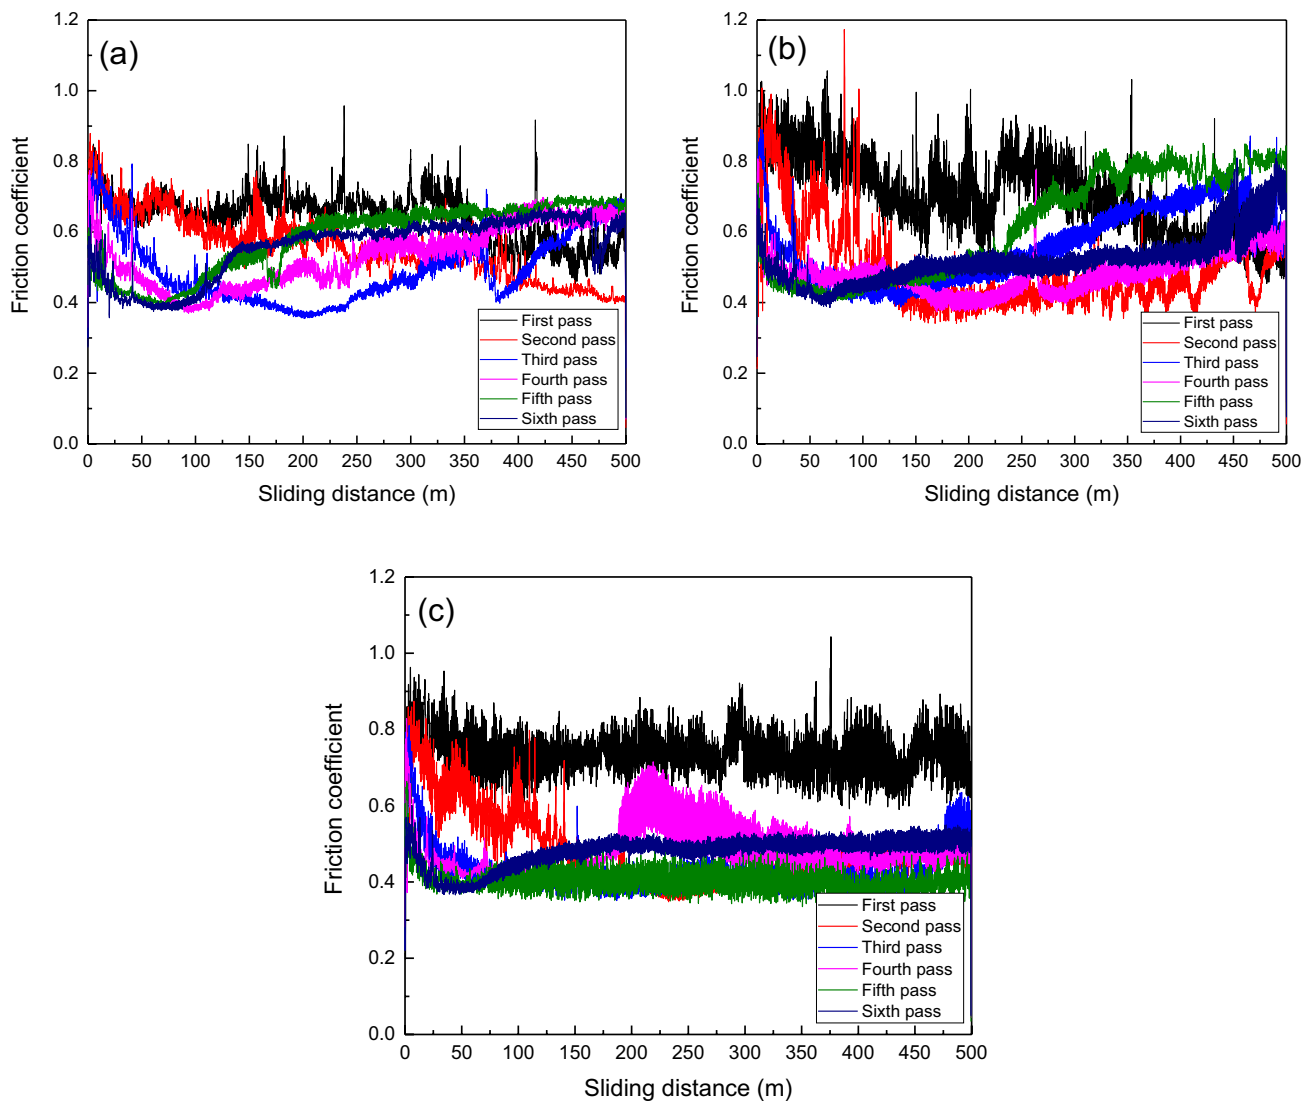 (a)
Friction coefficient
1.2
1.0
0.8
0.6
0.4
0.2
0.0
0 50 100 150 200 250 300 350 400 450 500
Sliding distance (m)
First pass
Second pass
Third pass
Fourth pass
Fifth pass
Sixth pass
(b)
Friction coefficient
1.2
1.0
0.8
0.6
0.4
0.2
0.0
0 50 100 150 200 250 300 350 400 450 500
Sliding distance (m)
First pass
Second pass
Third pass
Fourth pass
Fifth pass
Sixth pass
(c)
Friction coefficient
1.2
1.0
0.8
0.6
0.4
0.2
0.0
0 50 100 150 200 250 300 350 400 450 500
Sliding distance (m)
First pass
Second pass
Third pass
Fourth pass
Fifth pass
Sixth pass